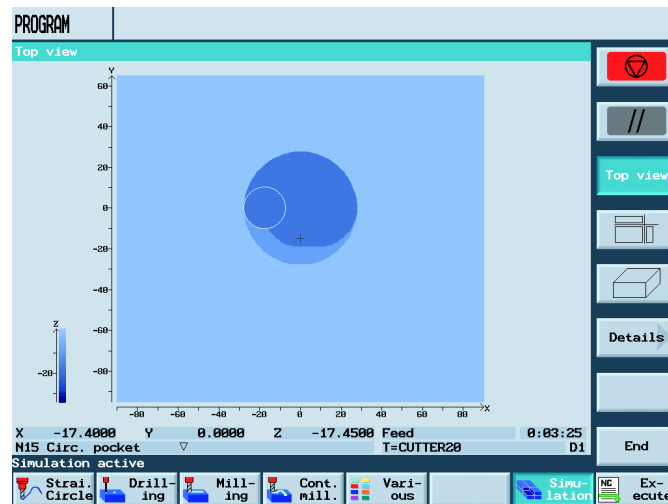 PROGRAM
Top view
Y
60
40
20
0
-20
-40
-60
-80
Z
-20
-80 -60 -40 -20 0 20 40 60 80 X
X -17.4000 Y 0.0000 Z -17.4500 Feed 0:03:25
N15 Circ. pocket T=CUTTER20 D1
Simulation active
//
Top view
Details
End
Strai. Circle
Drill- ing
Mill- ing
Cont. mill.
Vari- ous
Simu- lation
NC Ex- ecute